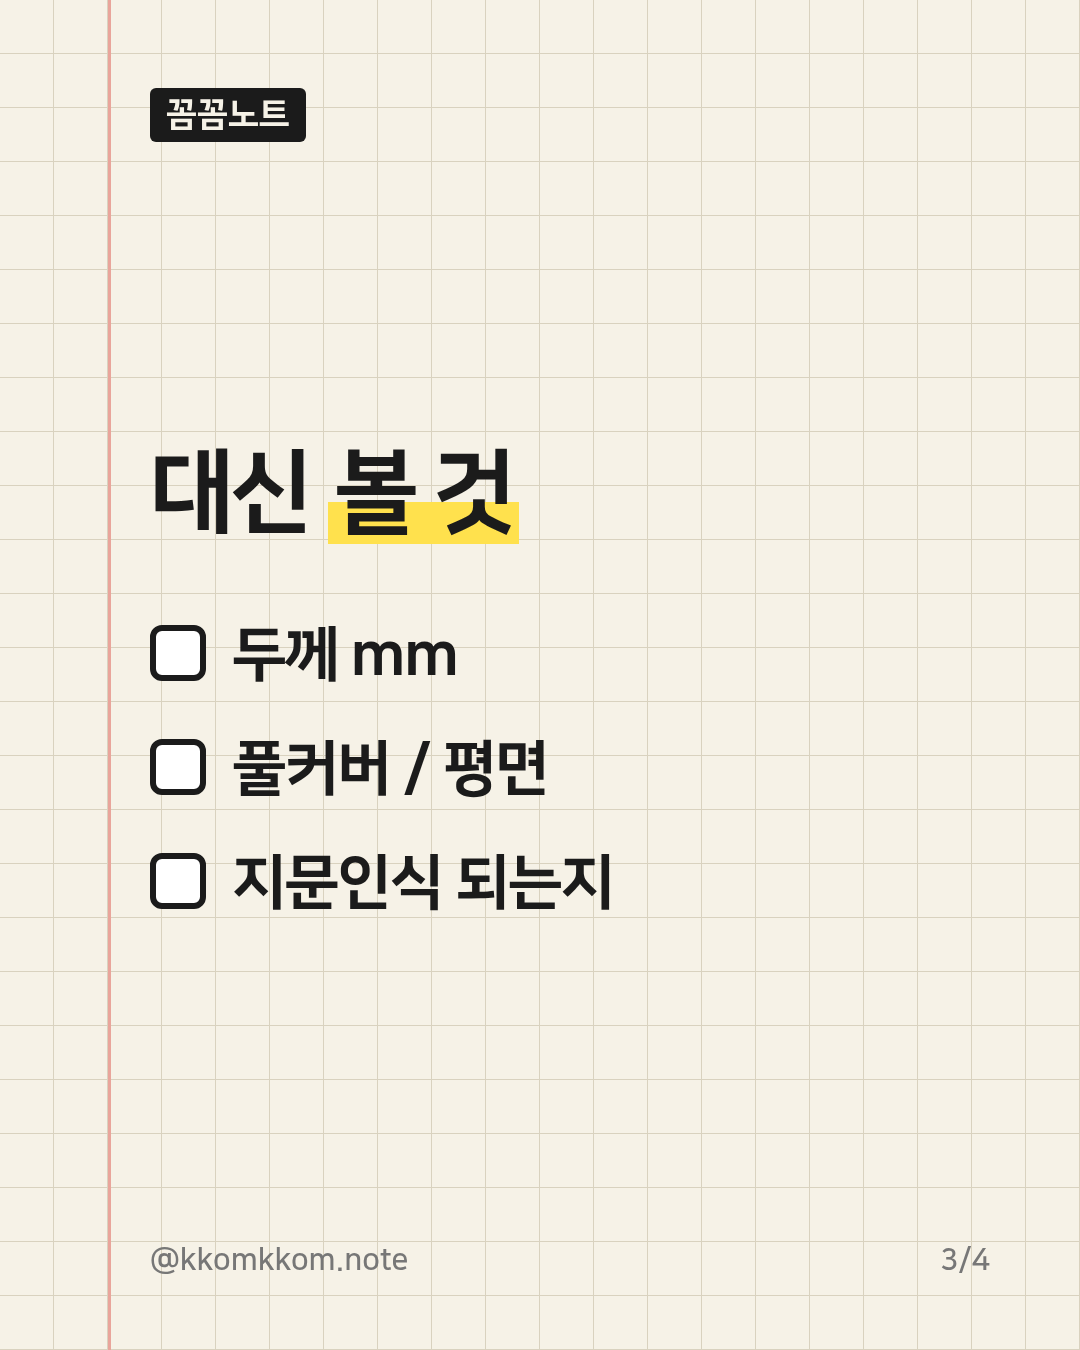 꼼꼼노트
대신 볼 것
두께 mm
풀커버 / 평면
지문인식 되는지
@kkomkkom.note
3/4